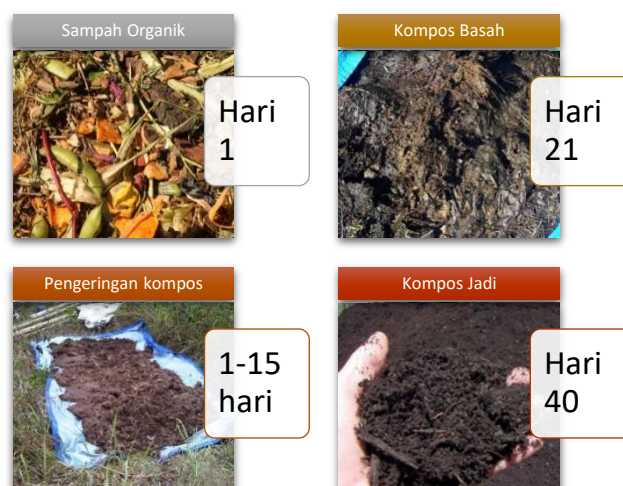 Sampah Organik
Hari
1
Kompos Basah
Hari
21
Pengeringan kompos
1-15
hari
Kompos Jadi
Hari
40